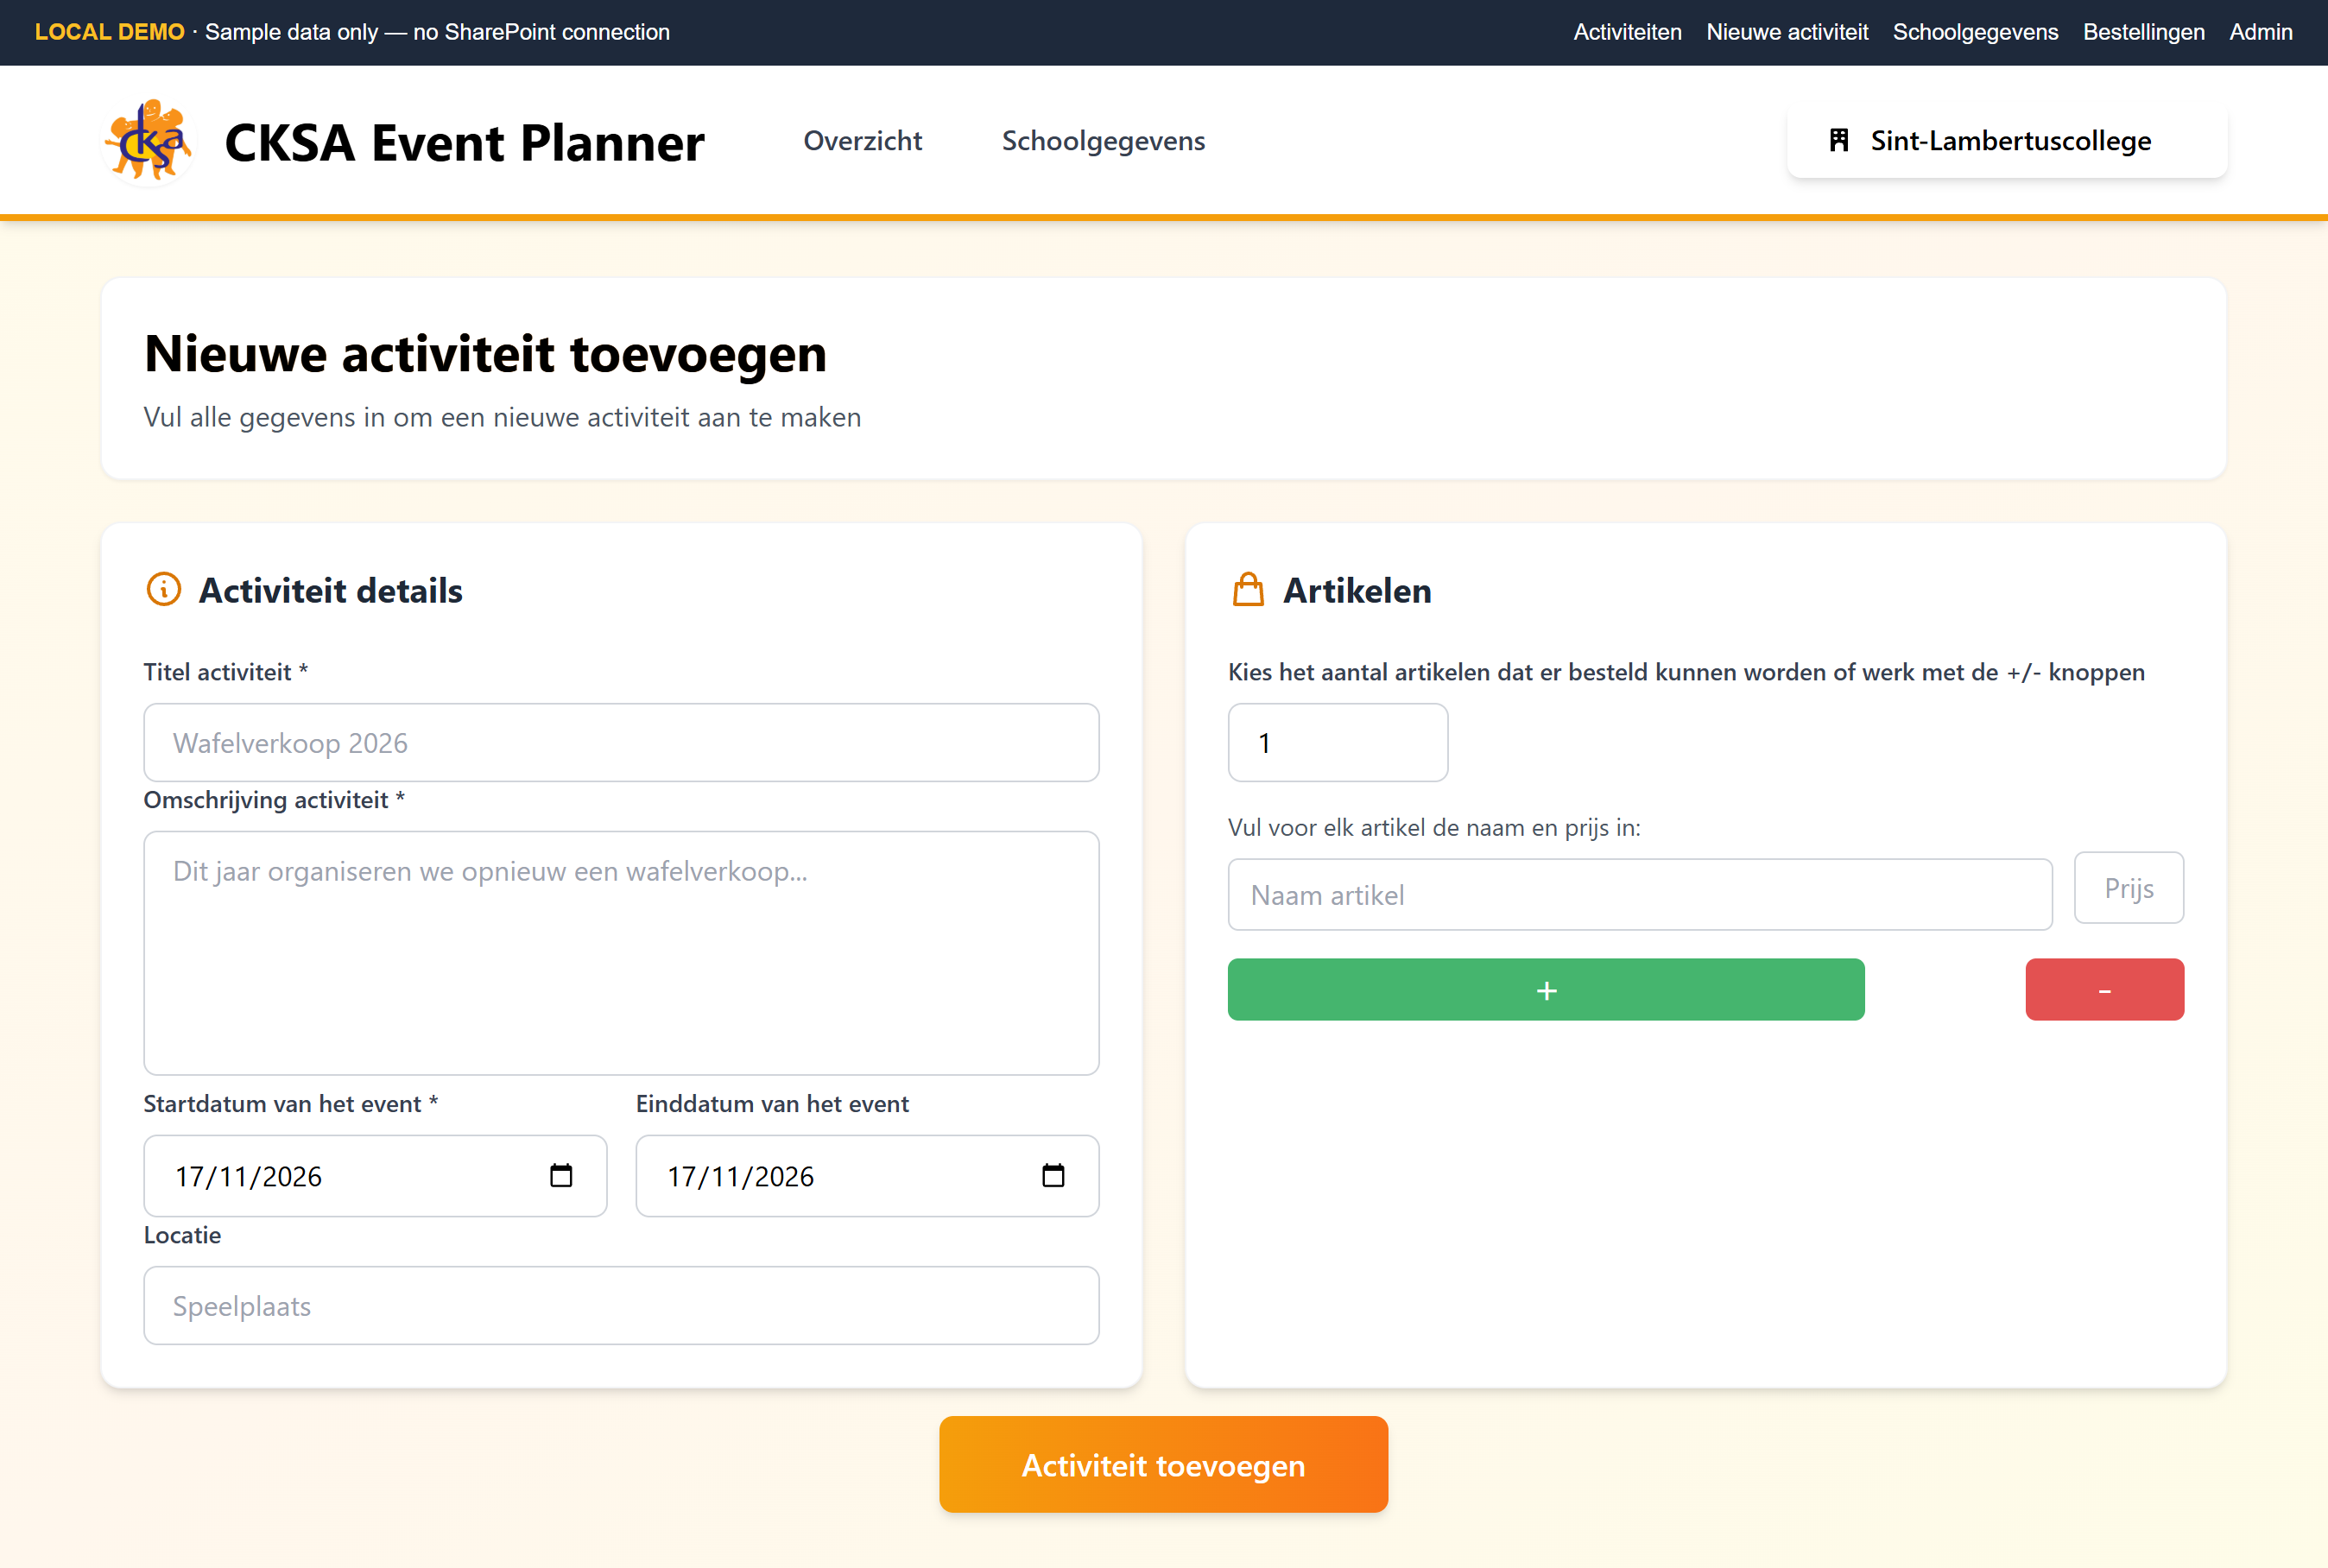 LOCAL DEMO · Sample data only — no SharePoint connection
Activiteiten Nieuwe activiteit Schoolgegevens Bestellingen Admin
cksa
CKSA Event Planner
Overzicht
Schoolgegevens
Sint-Lambertuscollege
Nieuwe activiteit toevoegen
Vul alle gegevens in om een nieuwe activiteit aan te maken
Activiteit details
Titel activiteit *
Wafelverkoop 2026
Omschrijving activiteit *
Dit jaar organiseren we opnieuw een wafelverkoop...
Startdatum van het event *
Einddatum van het event
17/11/2026
17/11/2026
Locatie
Speelplaats
Artikelen
Kies het aantal artikelen dat er besteld kunnen worden of werk met de +/- knoppen
1
Vul voor elk artikel de naam en prijs in:
Naam artikel
Prijs
+
-
Activiteit toevoegen